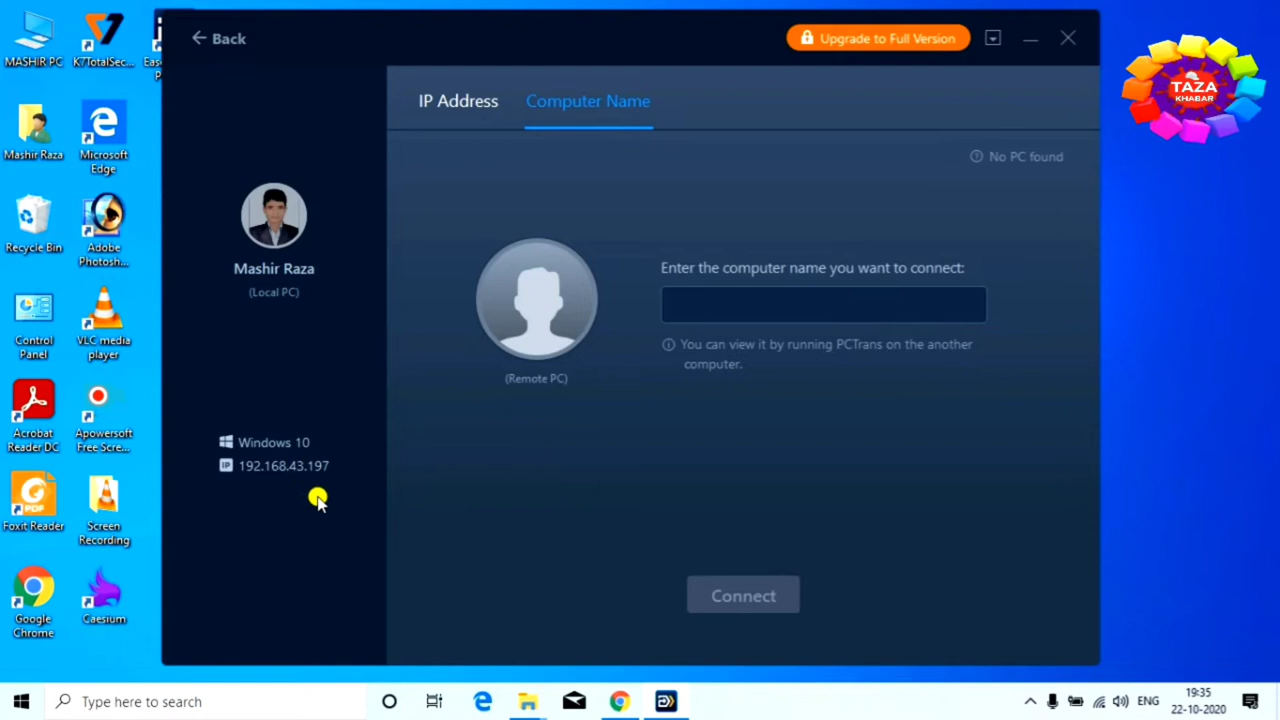 MASHIR PC
K7TotalSec...
Mashir Raza
Microsoft
Edge
Recycle Bin
Adobe
Photosh...
Control
Panel
VLC media
player
Acrobat
Reader DC
Apowersoft
Free Scre...
Foxit Reader
Screen
Recording
Google
Chrome
Caesium
Back
Upgrade to Full Version
IP Address
Computer Name
No PC found
Mashir Raza
(Local PC)
Windows 10
IP
192.168.43.197
(Remote PC)
Enter the computer name you want to connect:
You can view it by running PCTrans on the another
computer.
Connect
TAZA
KHABAR
Type here to search
ENG
19:35
22-10-2020